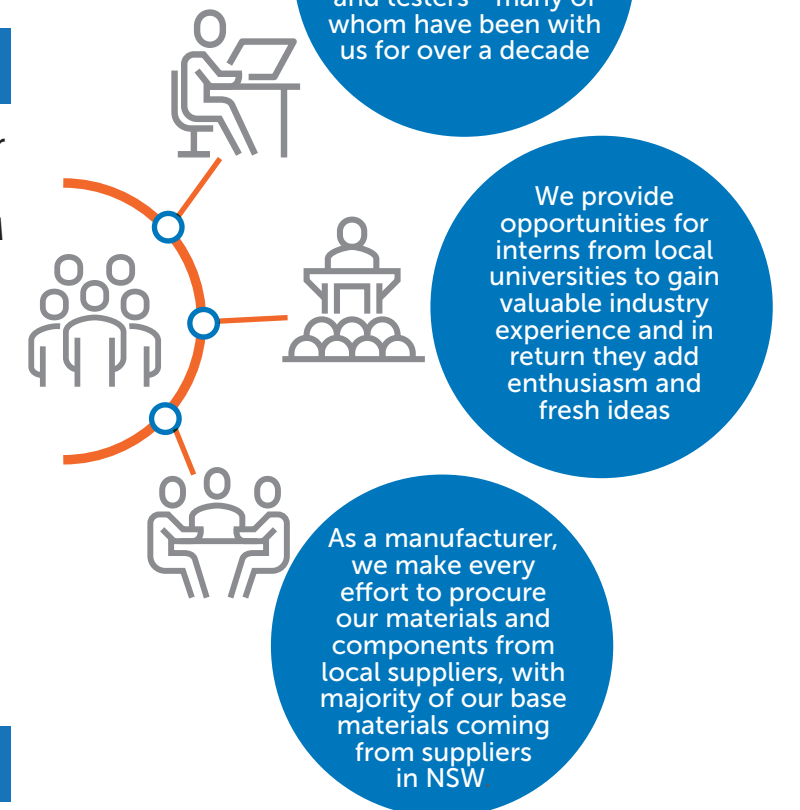 whom have been with
us for over a decade
We provide
opportunities for
interns from local
universities to gain
valuable industry
experience and in
return they add
enthusiasm and
fresh ideas
As a manufacturer,
we make every
effort to procure
our materials and
components from
local suppliers, with
majority of our base
materials coming
from suppliers
in NSW